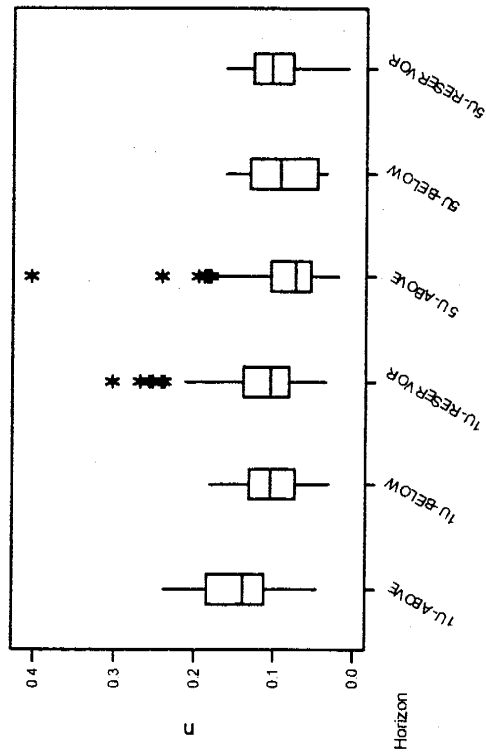 n
0.4
0.3
0.2
0.1
0.0
Horizon
1U-ABOVE
1U-BELOW
1U-RESERVOR
5U-ABOVE
5U-BELOW
5U-RESERVOR